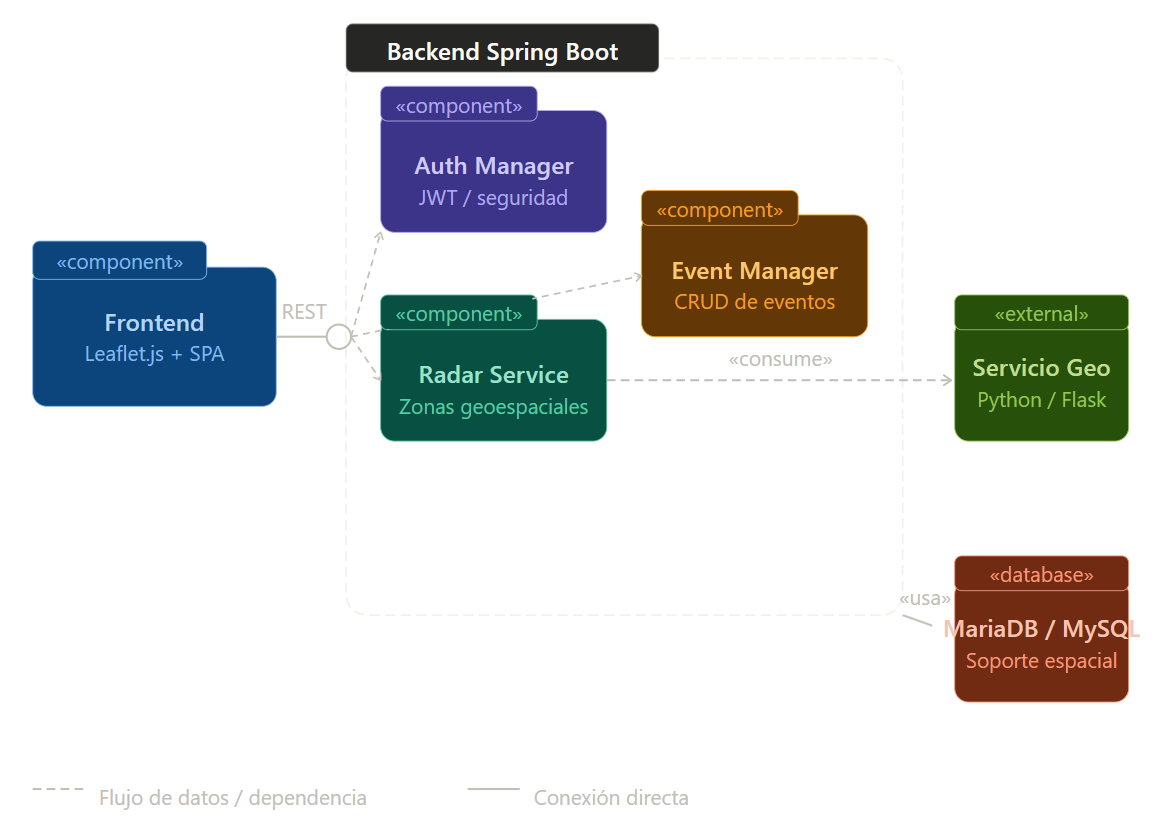 Backend Spring Boot
«component»
Auth Manager
JWT / seguridad
«component»
Event Manager
CRUD de eventos
«component»
Frontend
Leaflet.js + SPA
REST
«component»
Radar Service
Zonas geoespaciales
«consume»
«external»
Servicio Geo
Python / Flask
«usa»
«database»
MariaDB / MySQL
Soporte espacial
Flujo de datos / dependencia
Conexión directa